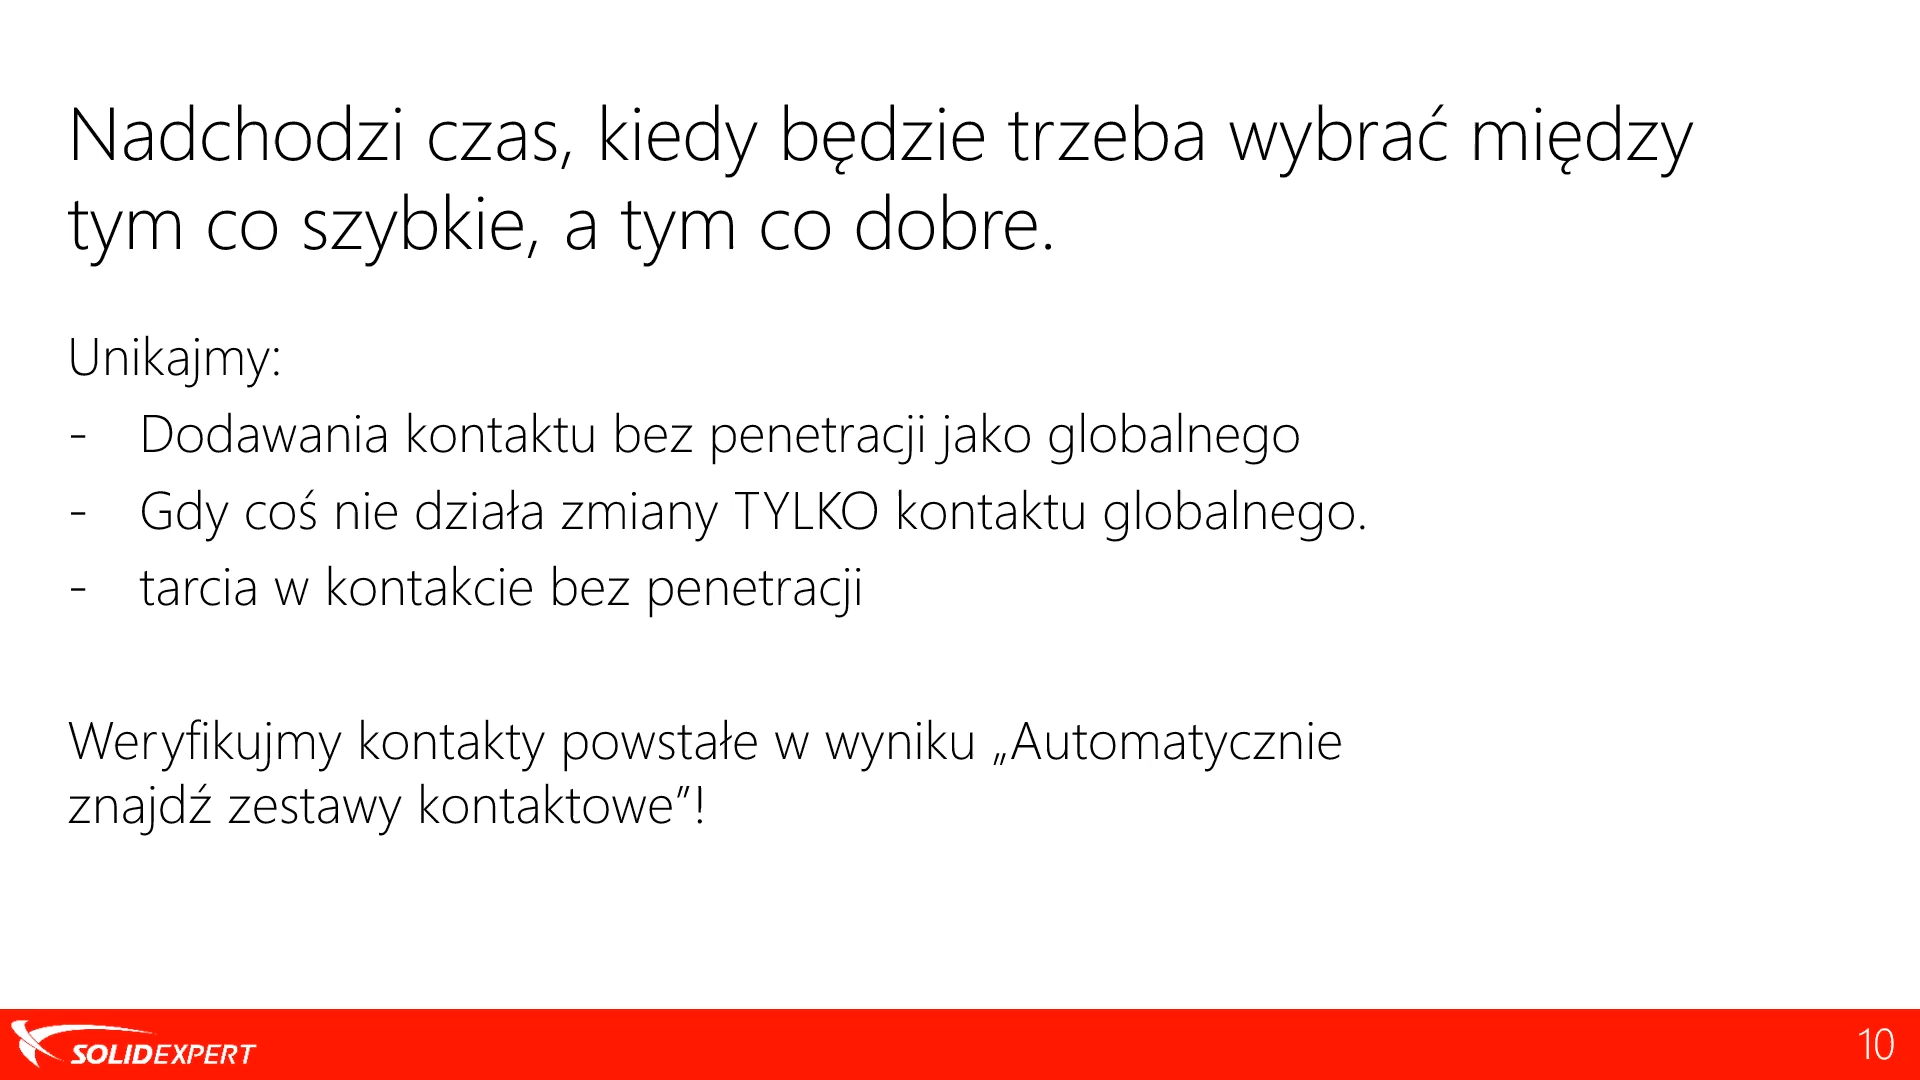 Nadchodzi czas, kiedy będzie trzeba wybrać między
tym co szybkie, a tym co dobre.
Unikajmy:
- Dodawania kontaktu bez penetracji jako globalnego
- Gdy coś nie działa zmiany TYLKO kontaktu globalnego.
- tarcia w kontakcie bez penetracji
Weryfikujmy kontakty powstałe w wyniku „Automatycznie
znajdź zestawy kontaktowe”!
SOLIDEXPERT
10